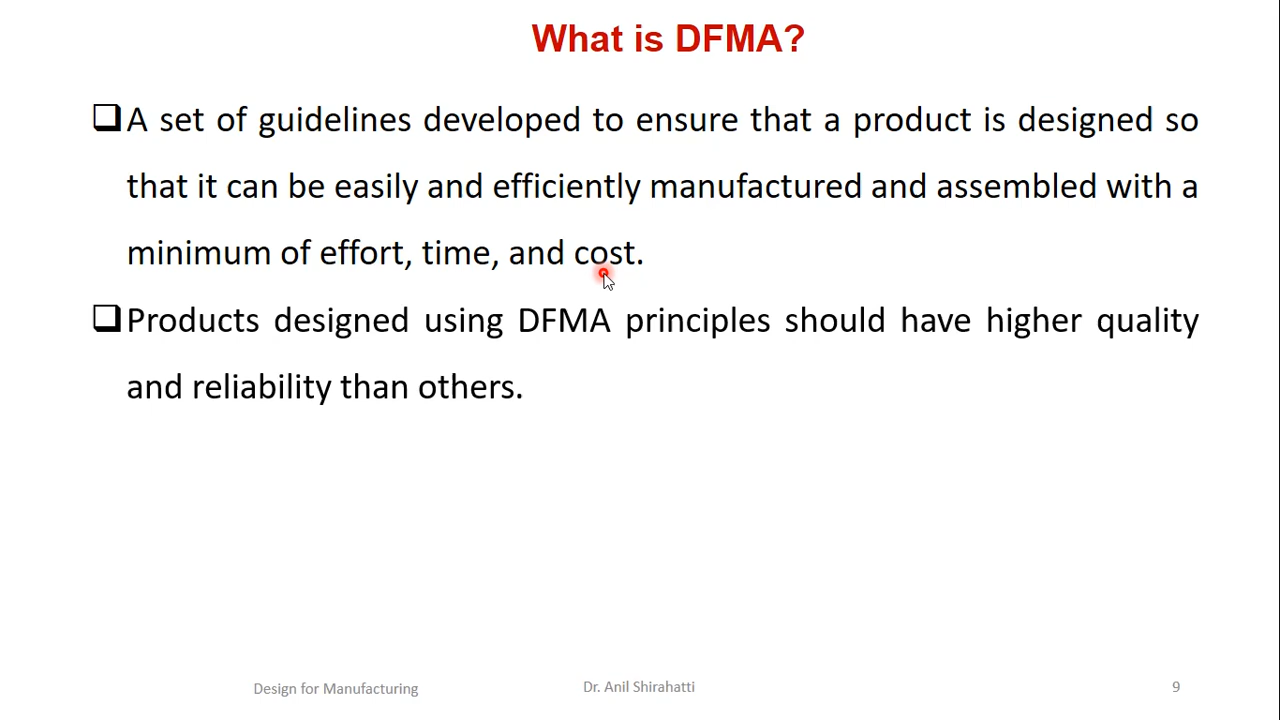 What is DFMA?
❑A set of guidelines developed to ensure that a product is designed so
that it can be easily and efficiently manufactured and assembled with a
minimum of effort, time, and cost.
❑Products designed using DFMA principles should have higher quality
and reliability than others.
Design for Manufacturing
Dr. Anil Shirahatti
9